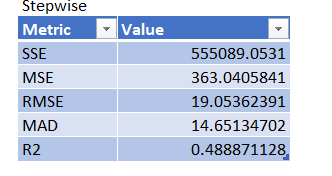 Stepwise
Metric Value
SSE 555089.0531
MSE 363.0405841
RMSE 19.05362391
MAD 14.65134702
R2 0.488871128